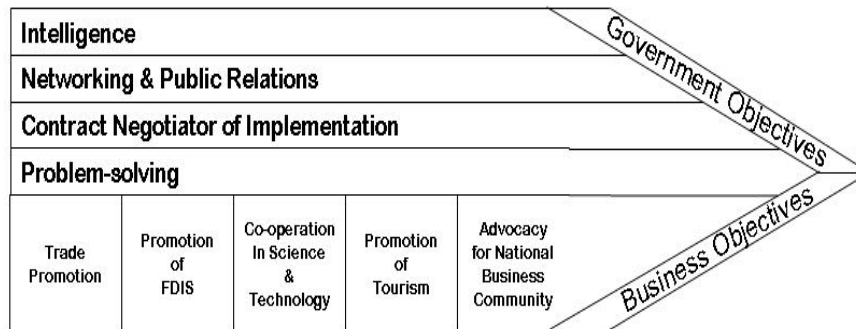 Intelligence
Networking & Public Relations
Contract Negotiator of Implementation
Problem-solving
Trade
Promotion
Promotion
of
FDIS
Co-operation
In Science
&
Technology
Promotion
of
Tourism
Advocacy
for National
Business
Community
Government Objectives
Business Objectives